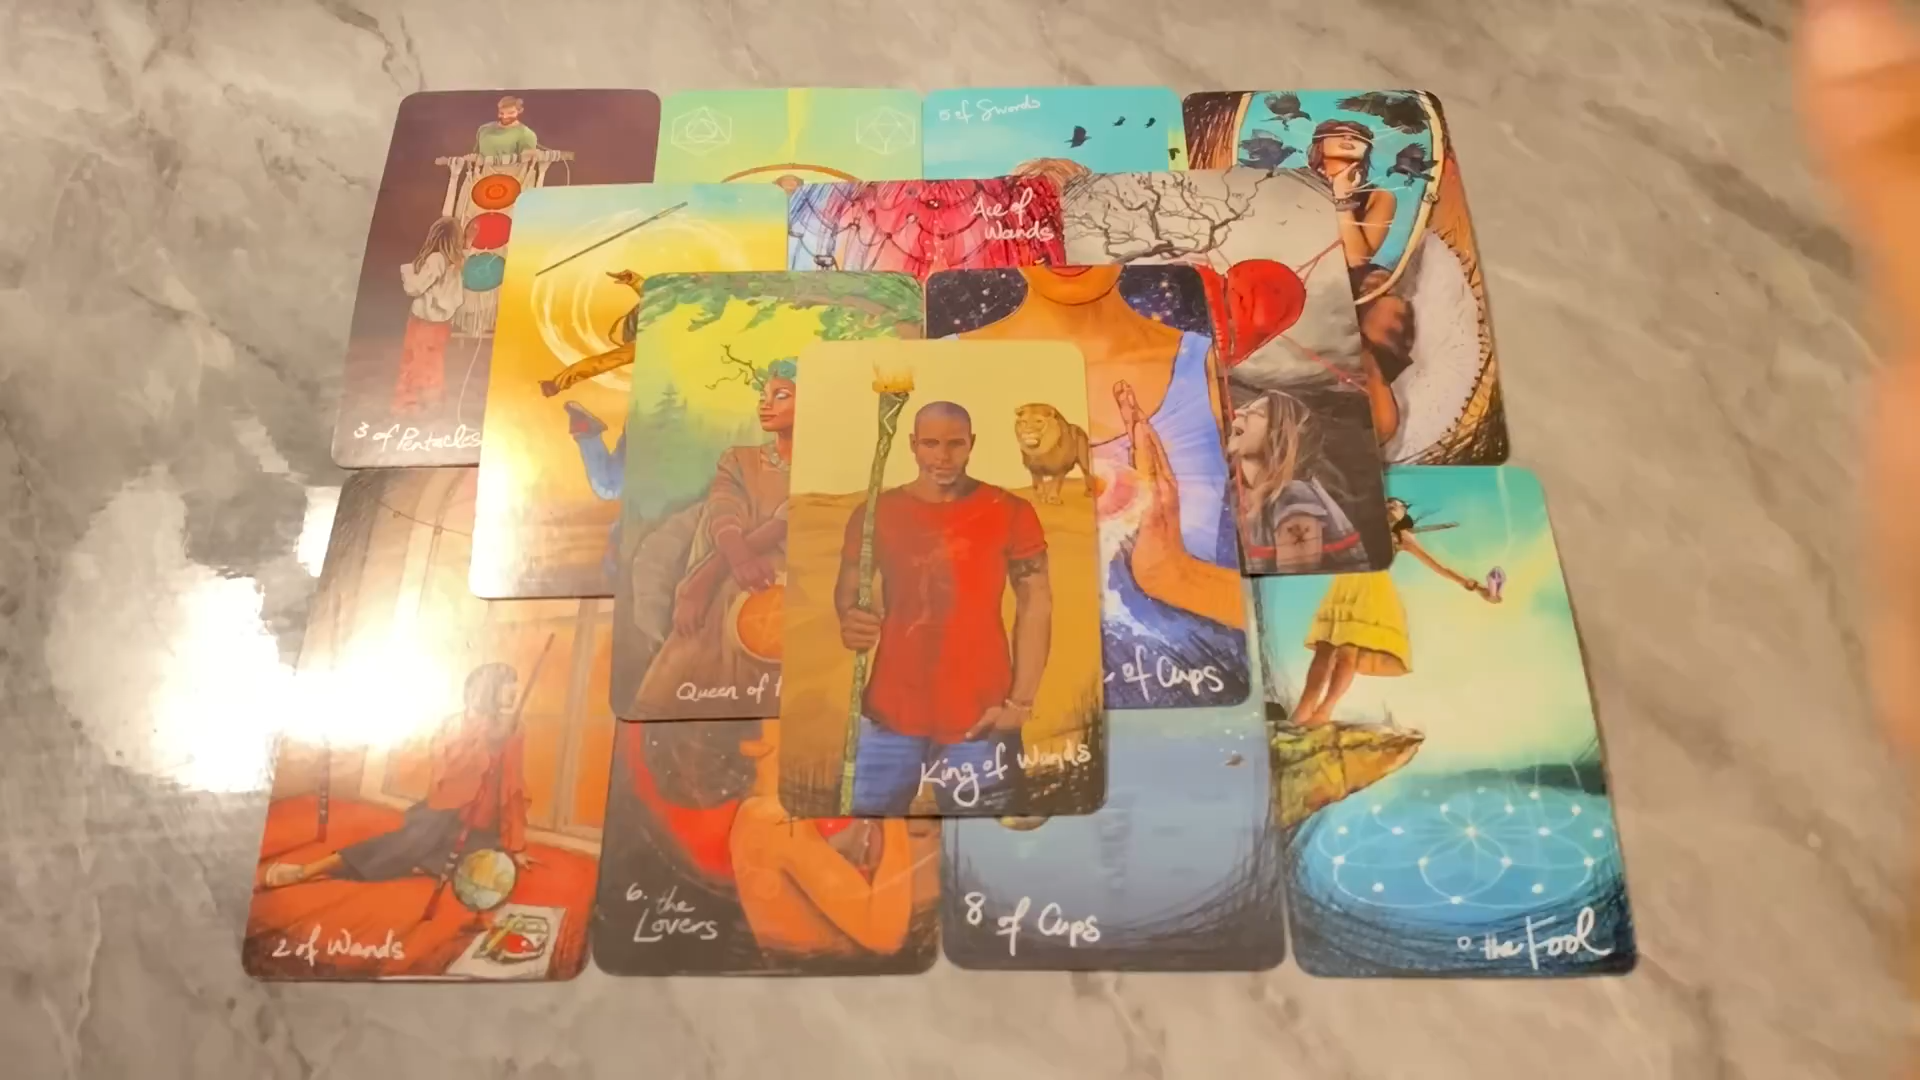 5 of Swords
Ace of
Wands
3 of Pentacles
Queen of
of Cups
King of Wands
2 of Wands
6. the
Lovers
8 of Cups
0 the Fool